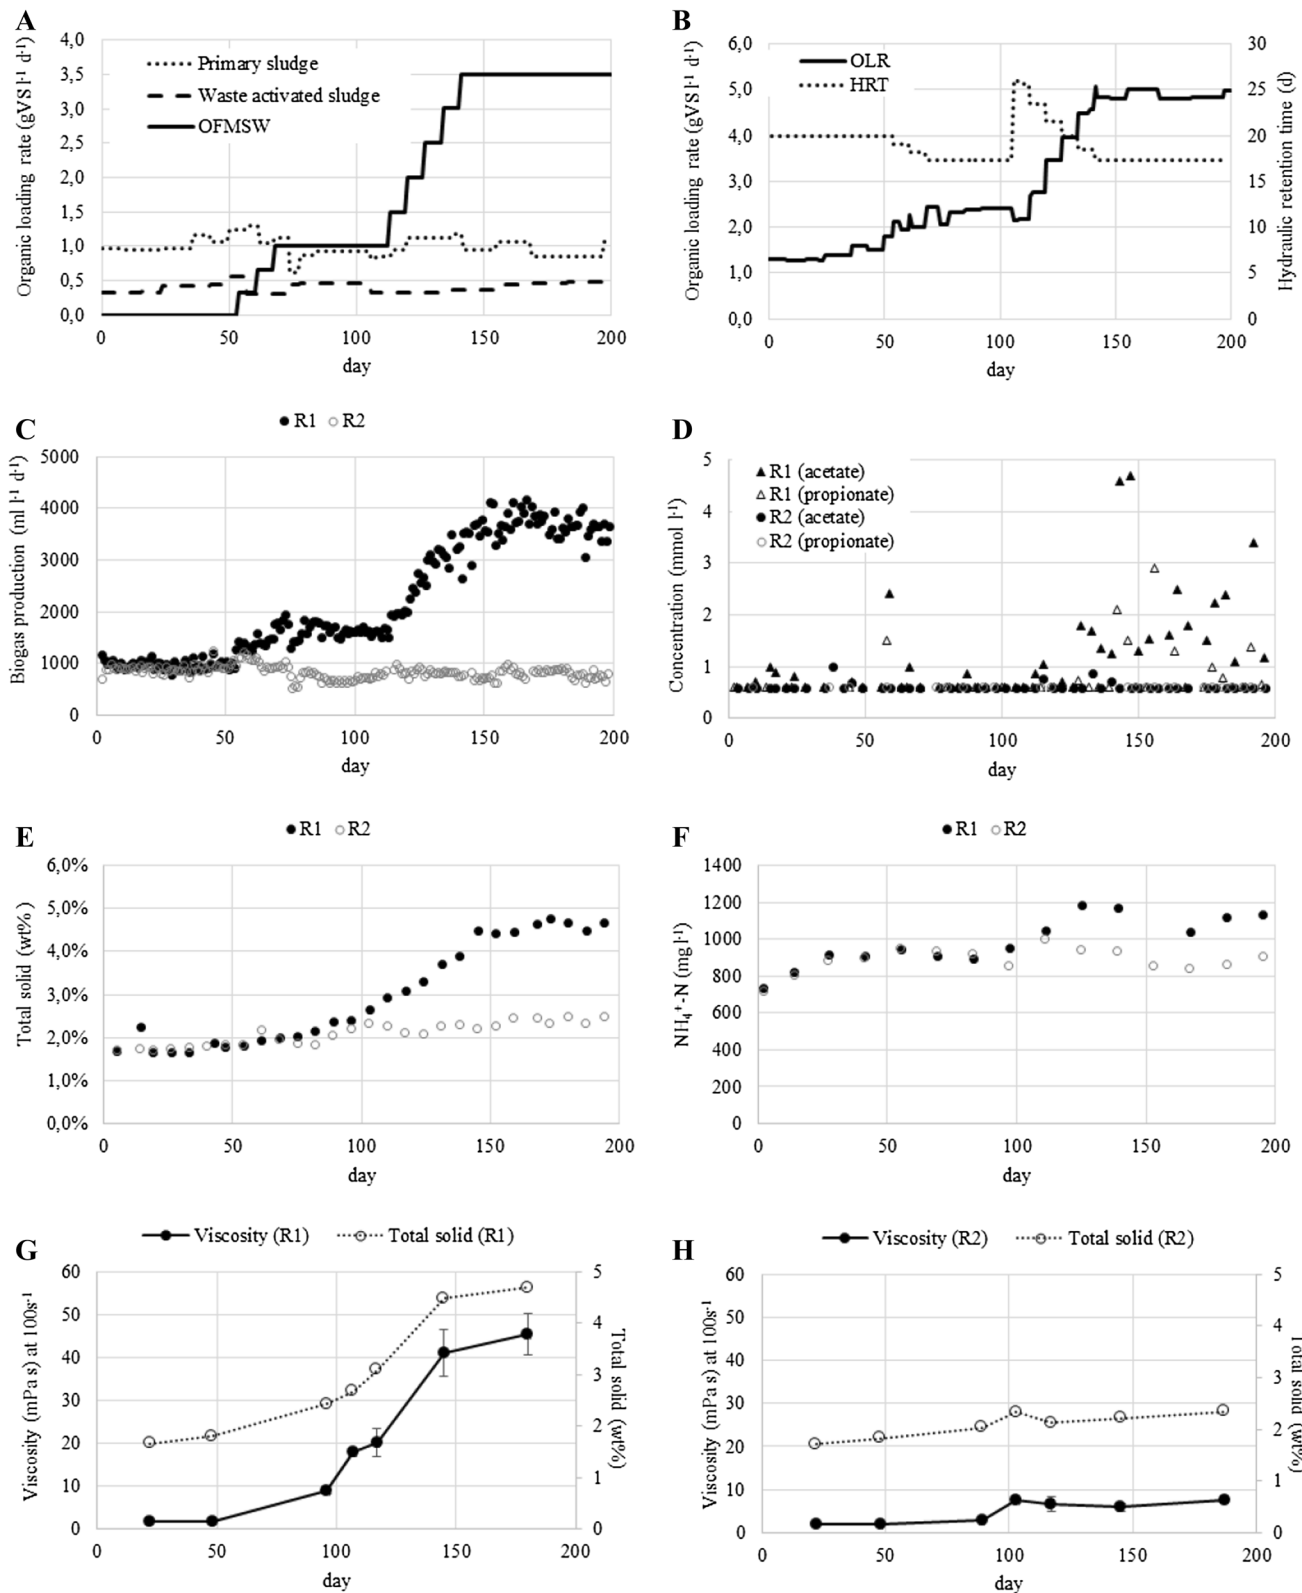 A
Organic loading rate (gVS l⁻¹ d⁻¹)
4,0
3,5
3,0
2,5
2,0
1,5
1,0
0,5
0,0
Primary sludge
Waste activated sludge
OFMSW
0 50 100 150 200
day
B
Organic loading rate (gVS l⁻¹ d⁻¹)
6,0
5,0
4,0
3,0
2,0
1,0
0,0
OLR
HRT
30
25
20
15
10
5
0
Hydraulic retention time (d)
0 50 100 150 200
day
C
R1 R2
Biogas production (ml l⁻¹ d⁻¹)
5000
4000
3000
2000
1000
0
0 50 100 150 200
day
D
Concentration (mmol l⁻¹)
5
4
3
2
1
0
R1 (acetate)
R1 (propionate)
R2 (acetate)
R2 (propionate)
0 50 100 150 200
day
E
R1 R2
Total solid (wt%)
6,0%
5,0%
4,0%
3,0%
2,0%
1,0%
0,0%
0 50 100 150 200
day
F
R1 R2
NH₄⁺-N (mg l⁻¹)
1400
1200
1000
800
600
400
200
0
0 50 100 150 200
day
G
Viscosity (R1) Total solid (R1)
Viscosity (mPa s) at 100s⁻¹
60
50
40
30
20
10
0
5
4
3
2
1
0
Total solid (wt%)
0 50 100 150 200
day
H
Viscosity (R2) Total solid (R2)
Viscosity (mPa s) at 100s⁻¹
60
50
40
30
20
10
0
5
4
3
2
1
0
Total solid (wt%)
0 50 100 150 200
day